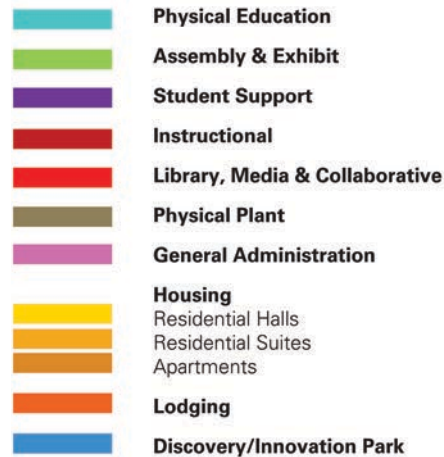 Physical Education
Assembly & Exhibit
Student Support
Instructional
Library, Media & Collaborative
Physical Plant
General Administration
Housing
Residential Halls
Residential Suites
Apartments
Lodging
Discovery/Innovation Park